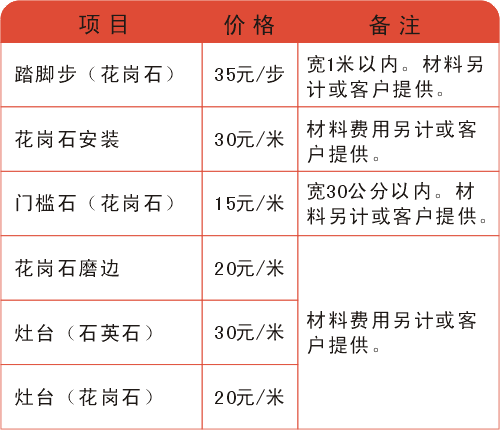 项目 价格 备注
踏脚步（花岗石） 35元/步 宽1米以内。材料另
计或客户提供。
花岗石安装 30元/米 材料费用另计或客
户提供。
门槛石（花岗石） 15元/米 宽30公分以内。材
料另计或客户提供。
花岗石磨边 20元/米
灶台（石英石） 30元/米 材料费用另计或客
户提供。
灶台（花岗石） 20元/米